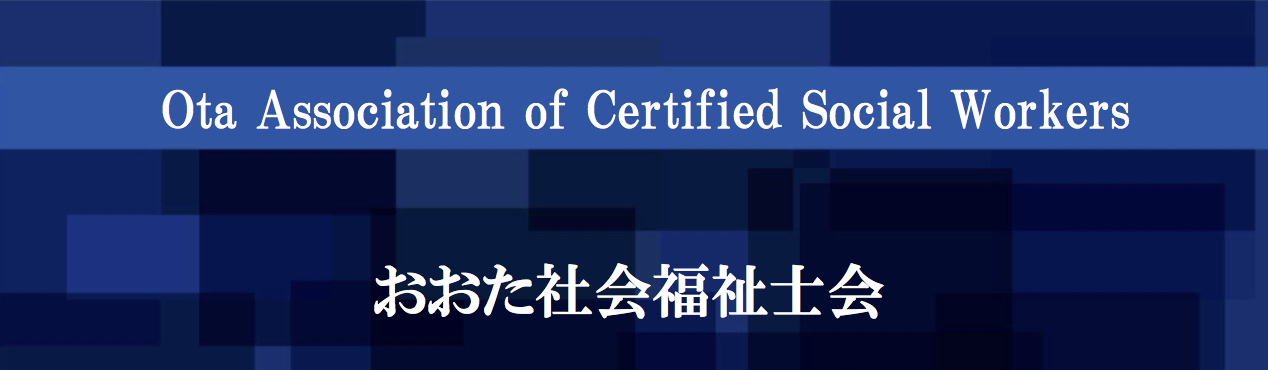 Ota Association of Certified Social Workers
おおた社会福祉士会